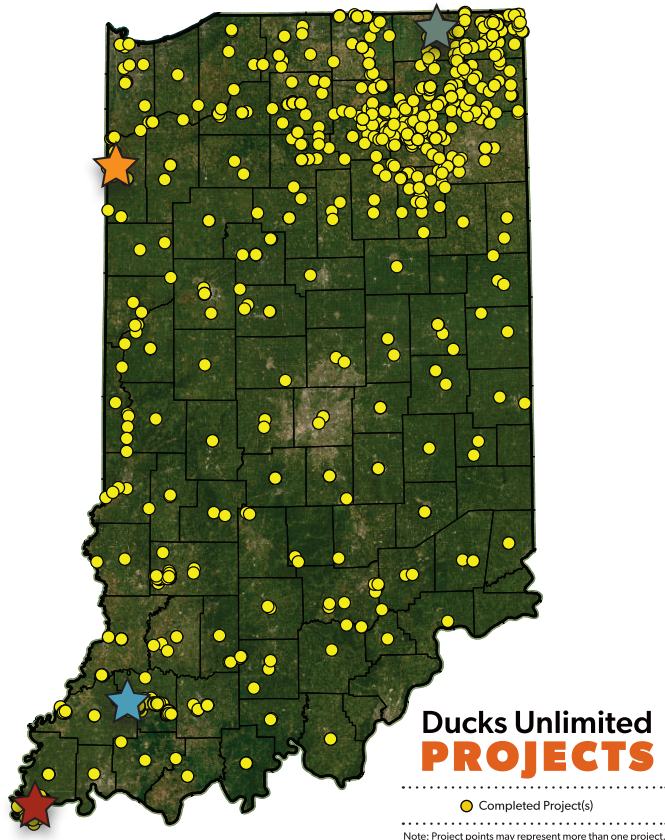 Ducks Unlimited
PROJECTS
Completed Project(s)
Note: Project points may represent more than one project.